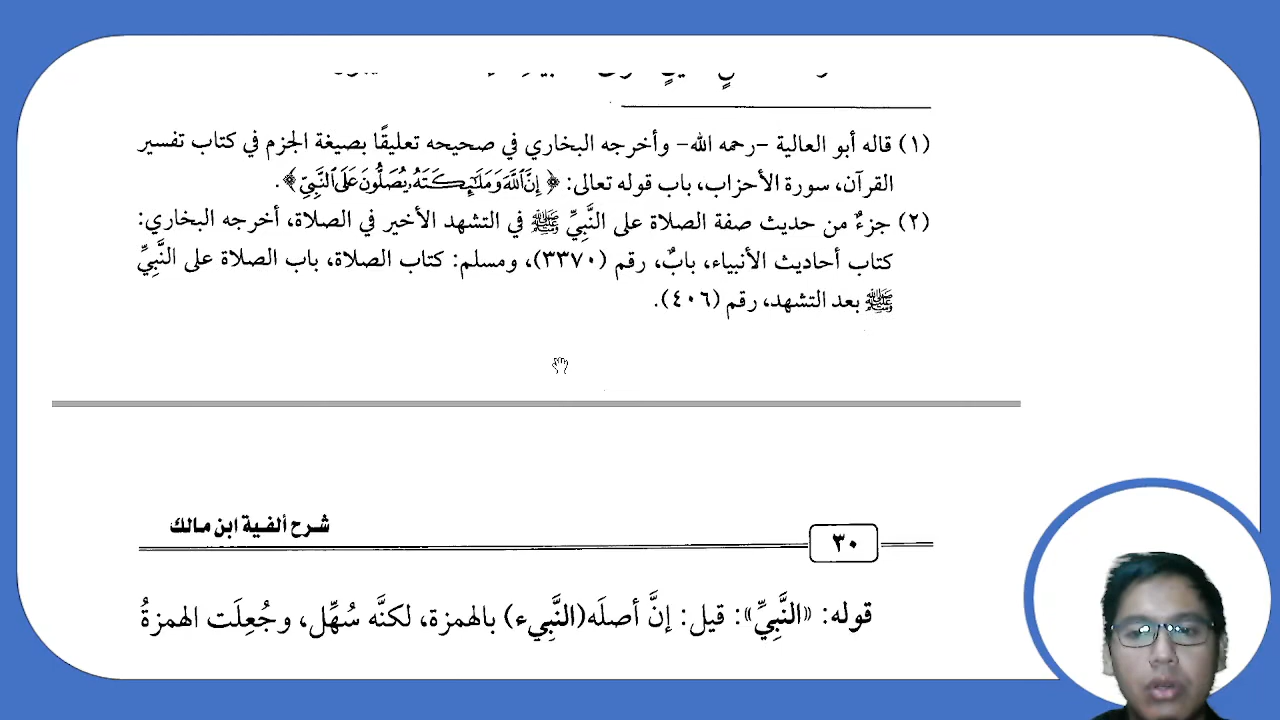 (١) قاله أبو العالية -رحمه الله- وأخرجه البخاري في صحيحه تعليقًا بصيغة الجزم في كتاب تفسير
القرآن، سورة الأحزاب، باب قوله تعالى: ﴿إِنَّ ٱللَّهَ وَمَلَٰٓئِكَتَهُۥ يُصَلُّونَ عَلَى ٱلنَّبِيِّ﴾.
(٢) جزءٌ من حديث صفة الصلاة على النَّبِيِّ ﷺ في التشهد الأخير في الصلاة، أخرجه البخاري:
كتاب أحاديث الأنبياء، بابٌ، رقم (٣٣٧٠)، ومسلم: كتاب الصلاة، باب الصلاة على النَّبِيِّ
ﷺ بعد التشهد، رقم (٤٠٦).
شرح ألفية ابن مالك
٣٠
قوله: «النَّبِيِّ»: قيل: إنَّ أصلَه(النَّبِيء) بالهمزة، لكنَّه سُهِّل، وجُعِلَت الهمزةُ